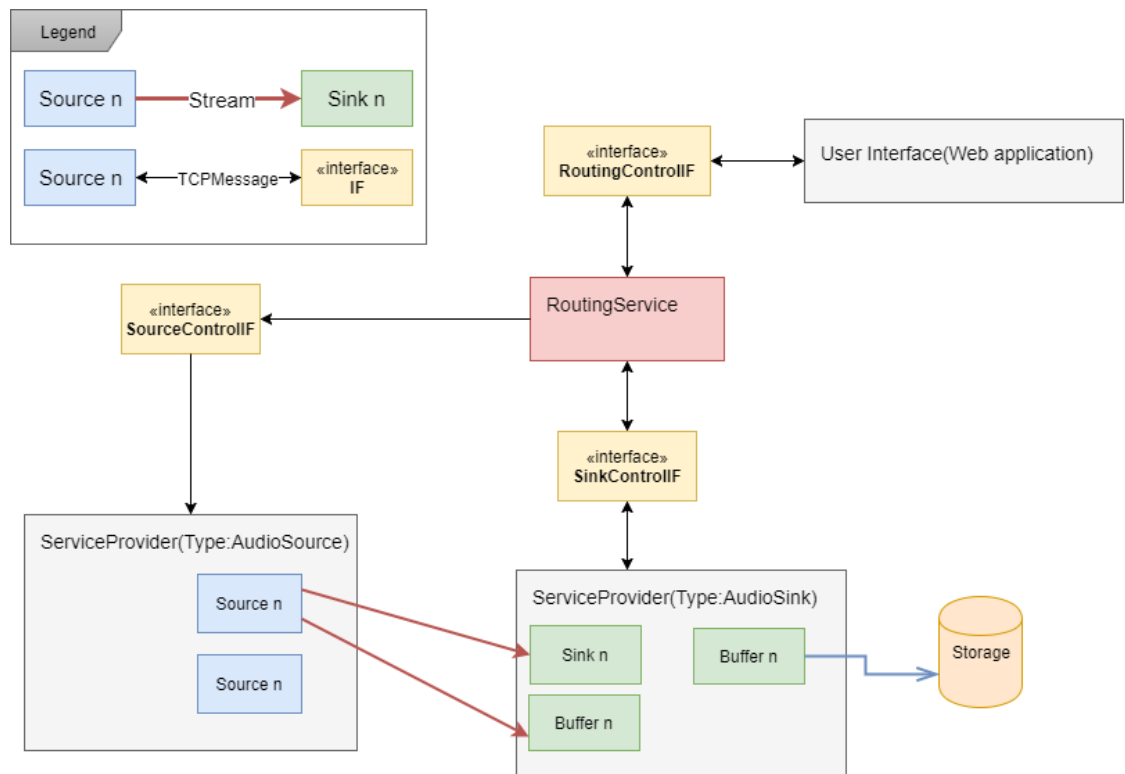 Legend
Source n
Stream
Sink n
Source n
TCPMessage
«interface»
IF
«interface»
RoutingControlIF
User Interface(Web application)
«interface»
SourceControlIF
RoutingService
«interface»
SinkControlIF
ServiceProvider(Type:AudioSource)
Source n
Source n
ServiceProvider(Type:AudioSink)
Sink n
Buffer n
Buffer n
Storage